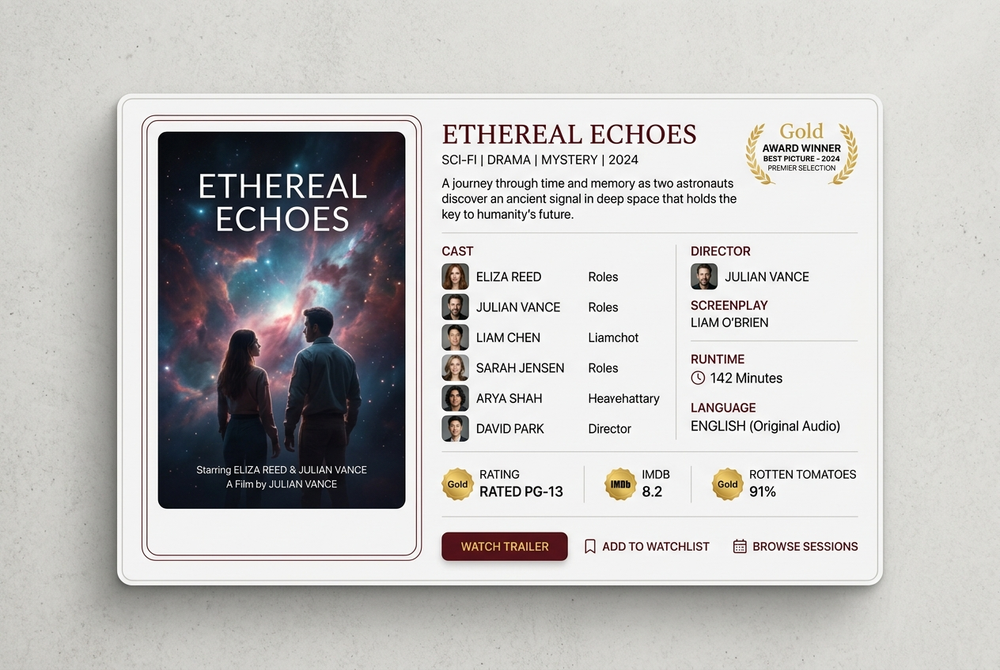 ETHEREAL
ECHOES
Starring ELIZA REED & JULIAN VANCE
A Film by JULIAN VANCE
ETHEREAL ECHOES
SCI-FI | DRAMA | MYSTERY | 2024
A journey through time and memory as two astronauts
discover an ancient signal in deep space that holds the
key to humanity's future.
Gold
AWARD WINNER
BEST PICTURE - 2024
PREMIER SELECTION
CAST
ELIZA REED Roles
JULIAN VANCE Roles
LIAM CHEN Liamchot
SARAH JENSEN Roles
ARYA SHAH Heavehattary
DAVID PARK Director
DIRECTOR
JULIAN VANCE
SCREENPLAY
LIAM O'BRIEN
RUNTIME
142 Minutes
LANGUAGE
ENGLISH (Original Audio)
Gold
RATING
RATED PG-13
IMDb
IMDB
8.2
Gold
ROTTEN TOMATOES
91%
WATCH TRAILER
ADD TO WATCHLIST
BROWSE SESSIONS